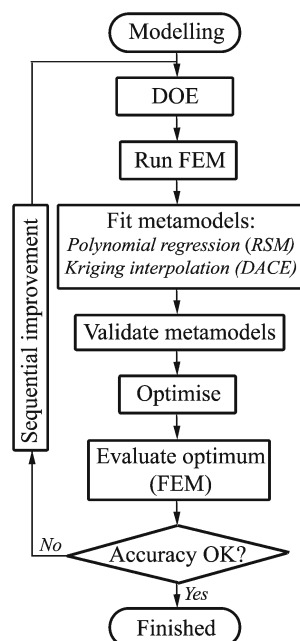 Modelling
DOE
Run FEM
Fit metamodels:
Polynomial regression (RSM)
Kriging interpolation (DACE)
Validate metamodels
Optimise
Evaluate optimum
(FEM)
Sequential improvement
No
Accuracy OK?
Yes
Finished